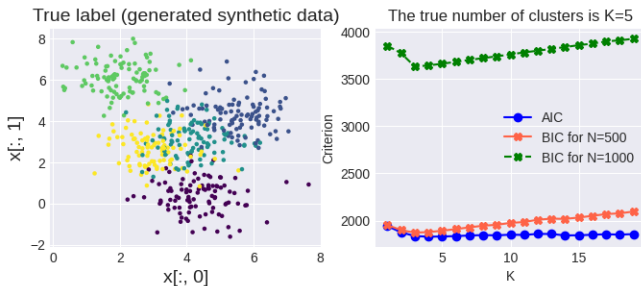 True label (generated synthetic data)
8
6
4
2
0
−2
x[:, 1]
0
2
4
6
8
x[:, 0]
The true number of clusters is K=5
4000
3500
3000
2500
2000
Criterion
AIC
BIC for N=500
BIC for N=1000
5
10
15
K